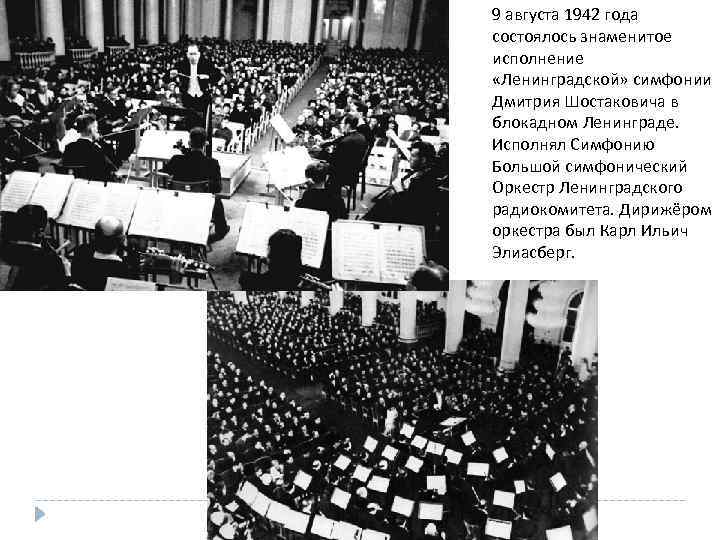 9 августа 1942 года
состоялось знаменитое
исполнение
«Ленинградской» симфонии
Дмитрия Шостаковича в
блокадном Ленинграде.
Исполнял Симфонию
Большой симфонический
Оркестр Ленинградского
радиокомитета. Дирижёром
оркестра был Карл Ильич
Элиасберг.